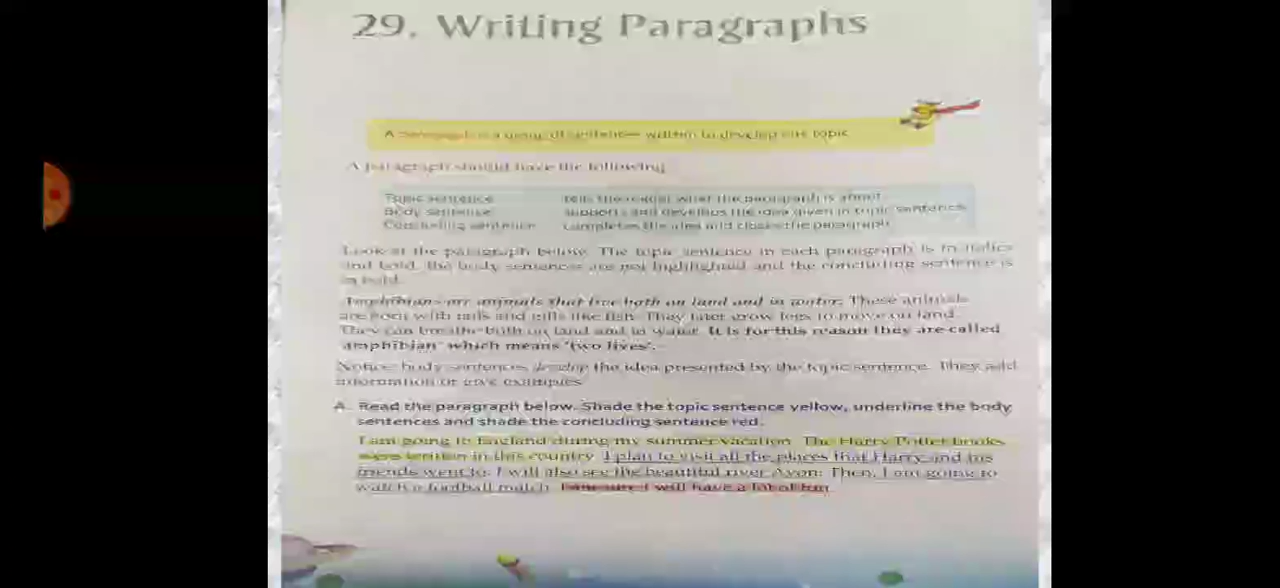 29. Writing Paragraphs
A paragraph is a group of sentences written to develop one topic
A paragraph should have the following
Topic sentence tells the reader what the paragraph is about
Body sentence supports and develops the idea given in topic sentence
Concluding sentence completes the idea and closes the paragraph
Look at the paragraph below. The topic sentence in each paragraph is in italics
and bold, the body sentences are not highlighted and the concluding sentence is
in bold.
Amphibians are animals that live both on land and in water. These animals
are born with tails and gills like fish. They later grow legs to move on land.
They can breathe both on land and in water. It is for this reason they are called
'amphibian' which means 'two lives'.
Notice: body sentences develop the idea presented by the topic sentence. They add
information or give examples
A. Read the paragraph below. Shade the topic sentence yellow, underline the body
sentences and shade the concluding sentence red.
I am going to England during my summer vacation. The Harry Potter books
were written in this country. I plan to visit all the places that Harry and his
friends went to. I will also see the beautiful river Avon. Then, I am going to
watch a football match. I am sure I will have a lot of fun.